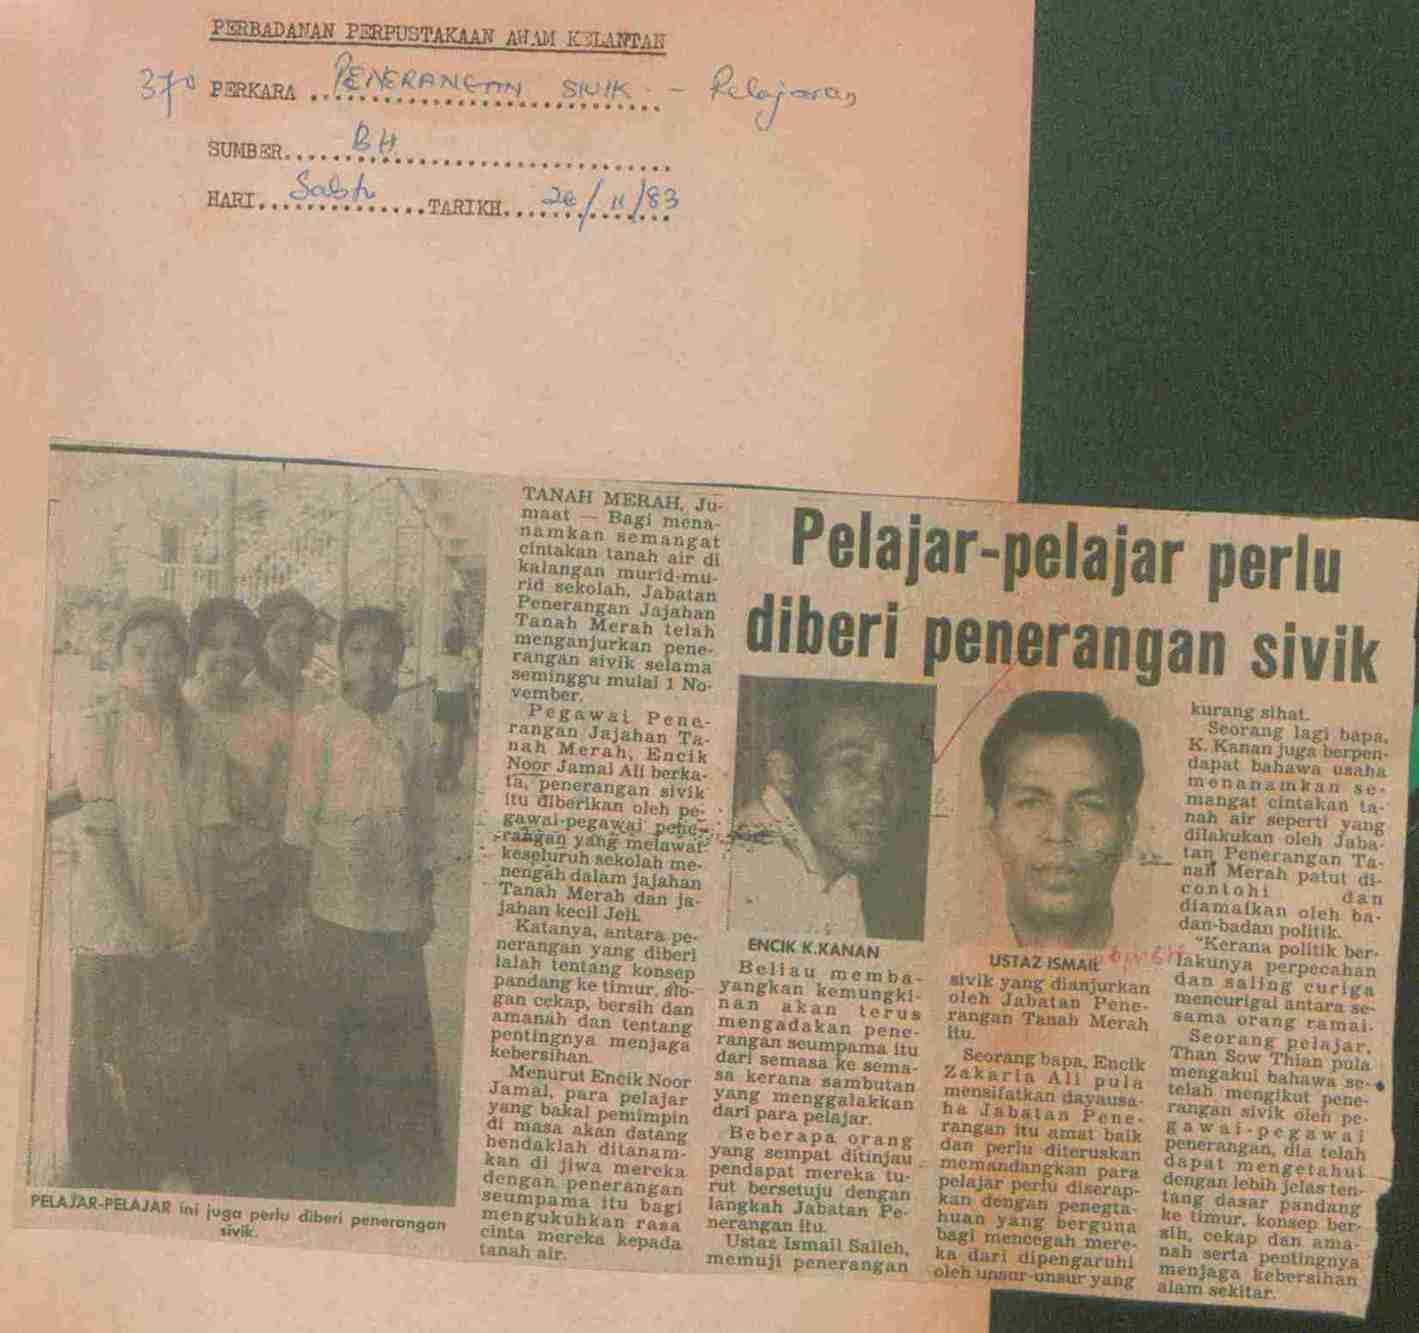 PERBADANAN PERPUSTAKAAN AWAM KELANTAN
370 PERKARA PENERANGAN SIVIK - Pelajaran
SUMBER BH
HARI Sabtu TARIKH 26/11/83
Pelajar-pelajar perlu
diberi penerangan sivik
TANAH MERAH, Ju-
maat — Bagi mena-
namkan semangat
cintakan tanah air di
kalangan murid-mu-
rid sekolah, Jabatan
Penerangan Jajahan
Tanah Merah telah
menganjurkan pene-
rangan sivik selama
seminggu mulai 1 No-
vember.
Pegawai Pene-
rangan Jajahan Ta-
nah Merah, Encik
Noor Jamal Ali berka-
ta, penerangan sivik
itu diberikan oleh pe-
gawai-pegawai pene-
rangan yang melawat
keseluruh sekolah me-
nengah dalam jajahan
Tanah Merah dan ja-
jahan kecil Jeli.
Katanya, antara pe-
nerangan yang diberi
ialah tentang konsep
pandang ke timur, slo-
gan cekap, bersih dan
amanah dan tentang
pentingnya menjaga
kebersihan.
Menurut Encik Noor
Jamal, para pelajar
yang bakal pemimpin
di masa akan datang
hendaklah ditanam-
kan di jiwa mereka
dengan penerangan
seumpama itu bagi
mengukuhkan rasa
cinta mereka kepada
tanah air.
PELAJAR-PELAJAR ini juga perlu diberi penerangan
sivik.
ENCIK K.KANAN
Beliau memba-
yangkan kemungki-
nan akan terus
mengadakan pene-
rangan seumpama itu
dari semasa ke sema-
sa kerana sambutan
yang menggalakkan
dari para pelajar.
Beberapa orang
yang sempat ditinjau
pendapat mereka tu-
rut bersetuju dengan
langkah Jabatan Pe-
nerangan itu.
Ustaz Ismail Salleh,
memuji penerangan
USTAZ ISMAIL
sivik yang dianjurkan
oleh Jabatan Pene-
rangan Tanah Merah
itu.
Seorang bapa, Encik
Zakaria Ali pula
mensifatkan dayausa-
ha Jabatan Pene-
rangan itu amat baik
dan perlu diteruskan
memandangkan para
pelajar perlu diserap-
kan dengan pengeta-
huan yang berguna
bagi mencegah mere-
ka dari dipengaruhi
oleh unsur-unsur yang
kurang sihat.
Seorang lagi bapa,
K. Kanan juga berpen-
dapat bahawa usaha
menanamkan se-
mangat cintakan ta-
nah air seperti yang
dilakukan oleh Jaba-
tan Penerangan Ta-
nah Merah patut di-
contohi dan
diamalkan oleh ba-
dan-badan politik.
"Kerana politik ber-
lakunya perpecahan
dan saling curiga
mencurigai antara se-
sama orang ramai.
Seorang pelajar,
Than Sow Thian pula
mengakui bahawa se-
telah mengikut pene-
rangan sivik oleh pe-
gawai-pegawai
penerangan, dia telah
dapat mengetahui
dengan lebih jelas ten-
tang dasar pandang
ke timur, konsep ber-
sih, cekap dan ama-
nah serta pentingnya
menjaga kebersihan
alam sekitar.